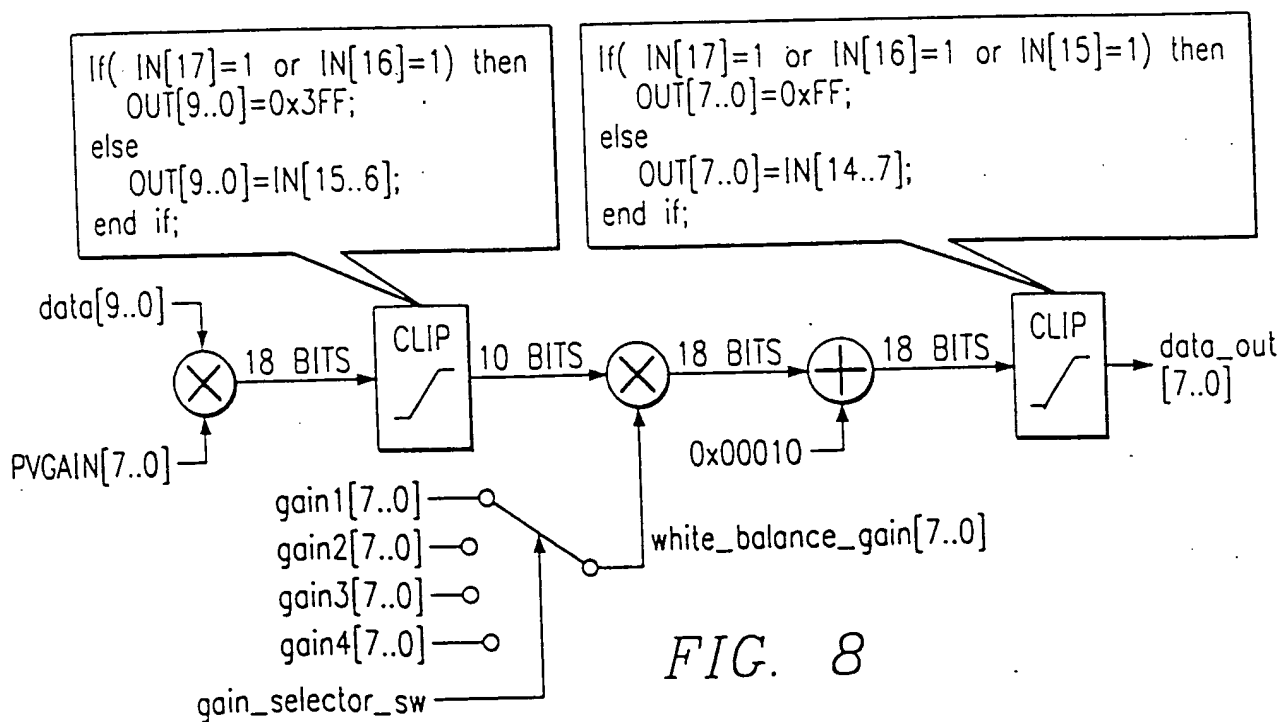 If( IN[17]=1 or IN[16]=1) then
OUT[9..0]=0x3FF;
else
OUT[9..0]=IN[15..6];
end if;
If( IN[17]=1 or IN[16]=1 or IN[15]=1) then
OUT[7..0]=0xFF;
else
OUT[7..0]=IN[14..7];
end if;
data[9..0]
18 BITS
CLIP
10 BITS
18 BITS
18 BITS
CLIP
data_out
[7..0]
PVGAIN[7..0]
0x00010
gain1[7..0]
gain2[7..0]
gain3[7..0]
gain4[7..0]
white_balance_gain[7..0]
gain_selector_sw
FIG. 8